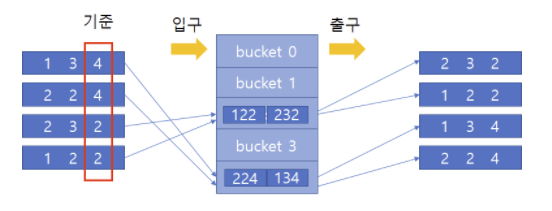 기준 입구 출구
bucket 0
1 3 4 2 3 2
bucket 1
2 2 4 1 2 2
122 232
2 3 2 1 3 4
bucket 3
1 2 2 2 2 4
224 134